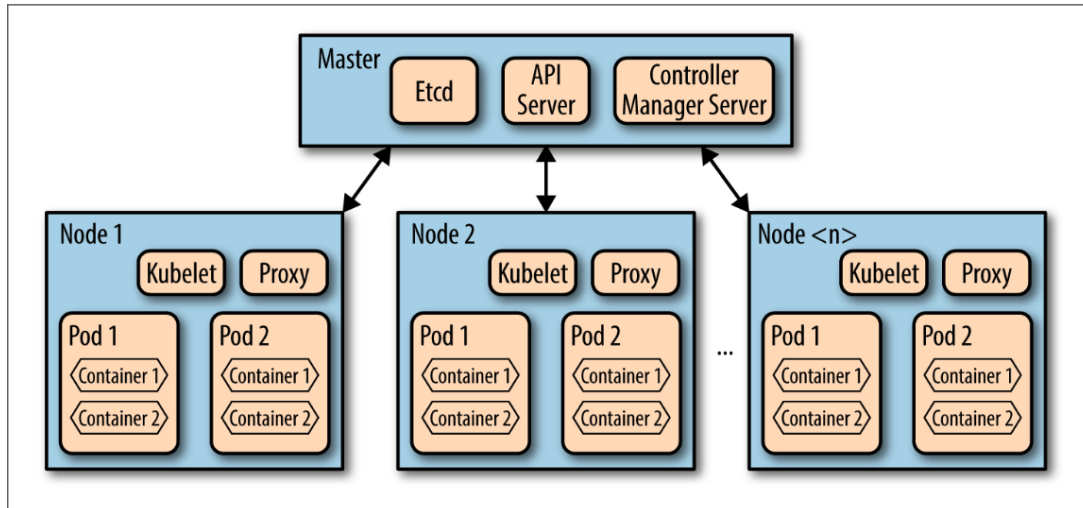 Master
Etcd
API
Server
Controller
Manager Server
Node 1
Kubelet
Proxy
Pod 1
Container 1
Container 2
Pod 2
Container 1
Container 2
Node 2
Kubelet
Proxy
Pod 1
Container 1
Container 2
Pod 2
Container 1
Container 2
...
Node <n>
Kubelet
Proxy
Pod 1
Container 1
Container 2
Pod 2
Container 1
Container 2